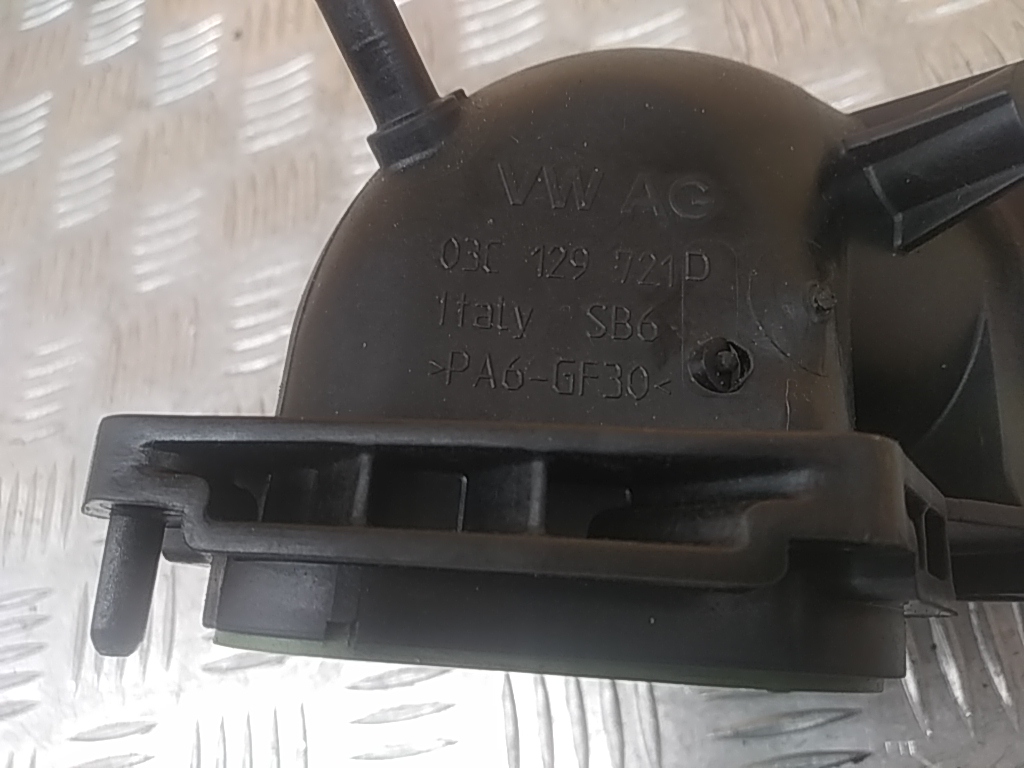 VW AG
03C 129 721P
Italy SB6
>PA6-GF30<